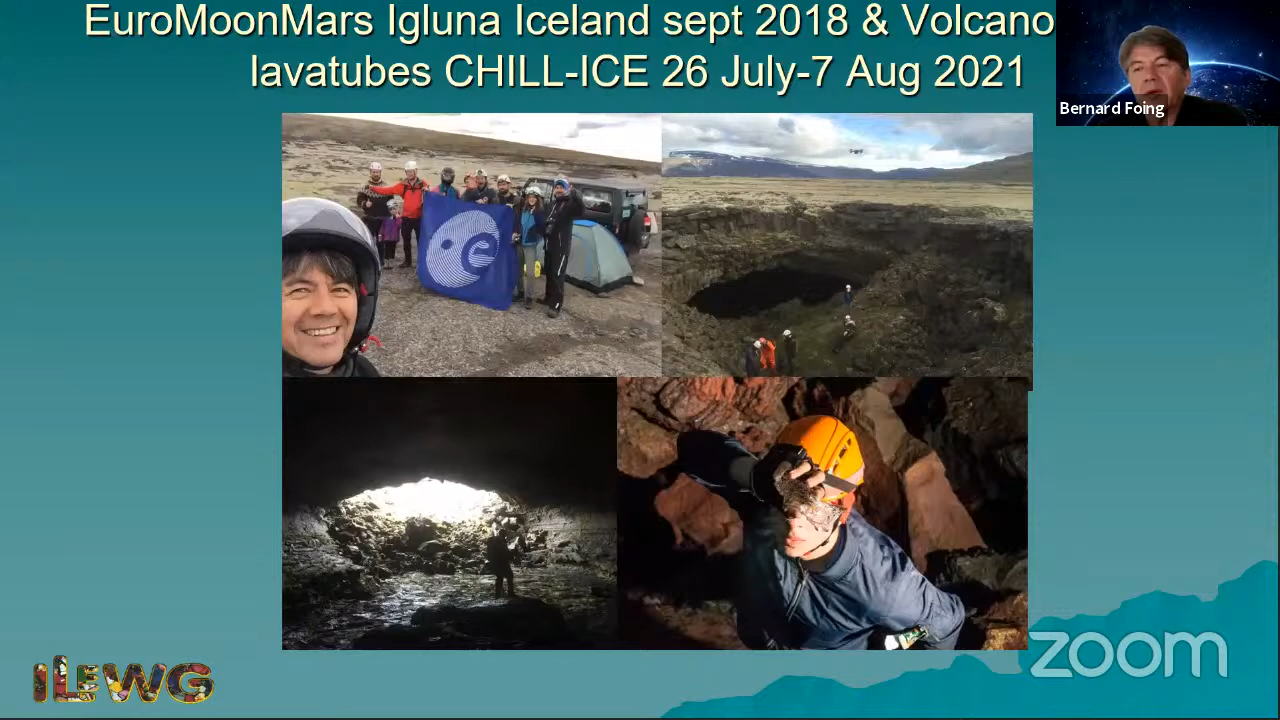 EuroMoonMars Igluna Iceland sept 2018 & Volcano
lavatubes CHILL-ICE 26 July-7 Aug 2021
Bernard Foing
e
ILEWG
zoom